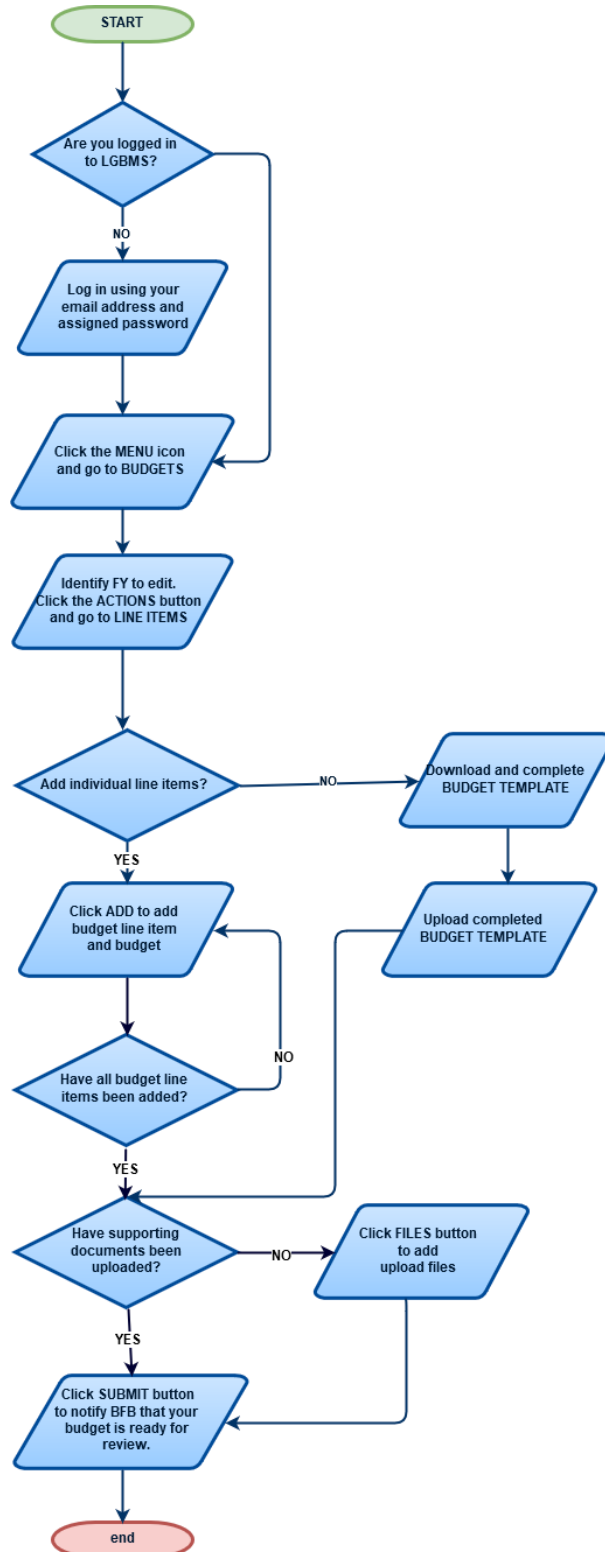 START
Are you logged in
to LGBMS?
NO
Log in using your
email address and
assigned password
Click the MENU icon
and go to BUDGETS
Identify FY to edit.
Click the ACTIONS button
and go to LINE ITEMS
Add individual line items?
NO
Download and complete
BUDGET TEMPLATE
YES
Click ADD to add
budget line item
and budget
Upload completed
BUDGET TEMPLATE
NO
Have all budget line
items been added?
YES
Have supporting
documents been
uploaded?
NO
Click FILES button
to add
upload files
YES
Click SUBMIT button
to notify BFB that your
budget is ready for
review.
end